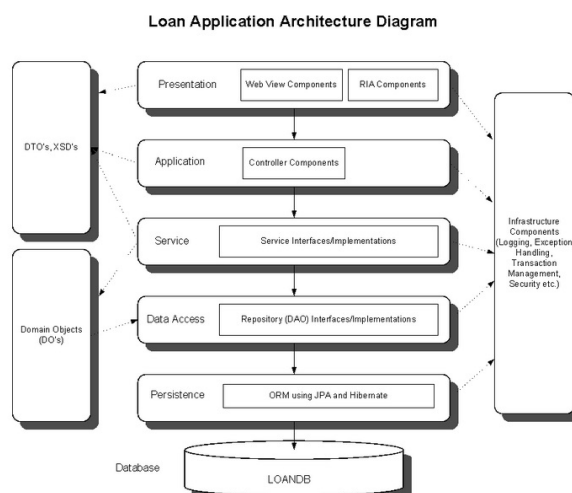 Loan Application Architecture Diagram
Presentation
Web View Components
RIA Components
DTO's, XSD's
Application
Controller Components
Service
Service Interfaces/Implementations
Infrastructure
Components
(Logging, Exception
Handling,
Transaction
Management,
Security etc.)
Domain Objects
(DO's)
Data Access
Repository (DAO) Interfaces/Implementations
Persistence
ORM using JPA and Hibernate
Database
LOANDB